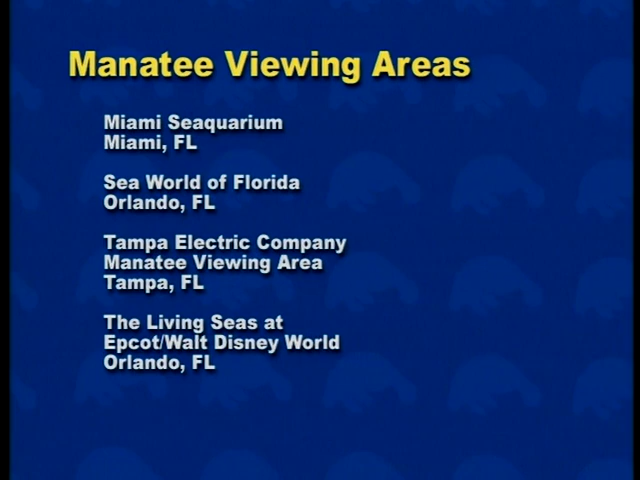 Manatee Viewing Areas
Miami Seaquarium
Miami, FL
Sea World of Florida
Orlando, FL
Tampa Electric Company
Manatee Viewing Area
Tampa, FL
The Living Seas at
Epcot/Walt Disney World
Orlando, FL